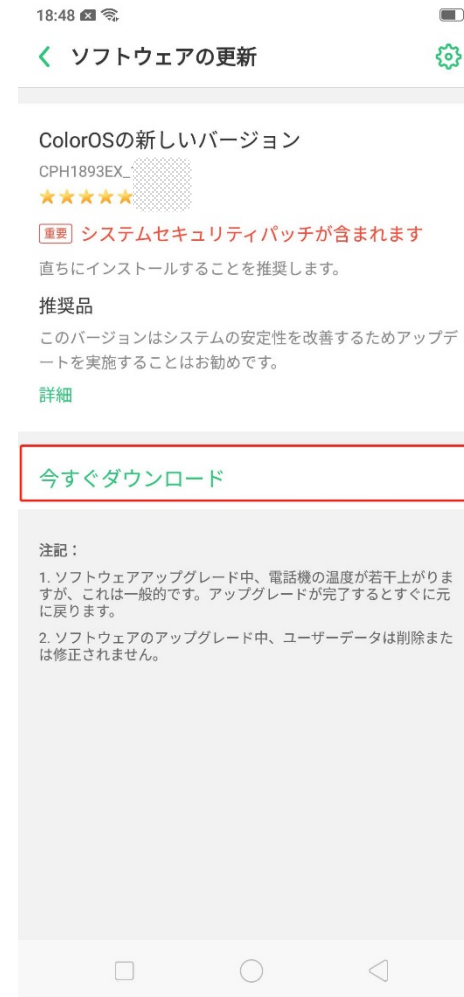 18:48
ソフトウェアの更新
ColorOSの新しいバージョン
CPH1893EX_
重要 システムセキュリティパッチが含まれます
直ちにインストールすることを推奨します。
推奨品
このバージョンはシステムの安定性を改善するためアップデ
ートを実施することはお勧めです。
詳細
今すぐダウンロード
注記：
1. ソフトウェアアップグレード中、電話機の温度が若干上がりま
すが、これは一般的です。アップグレードが完了するとすぐに元
に戻ります。
2. ソフトウェアのアップグレード中、ユーザーデータは削除また
は修正されません。